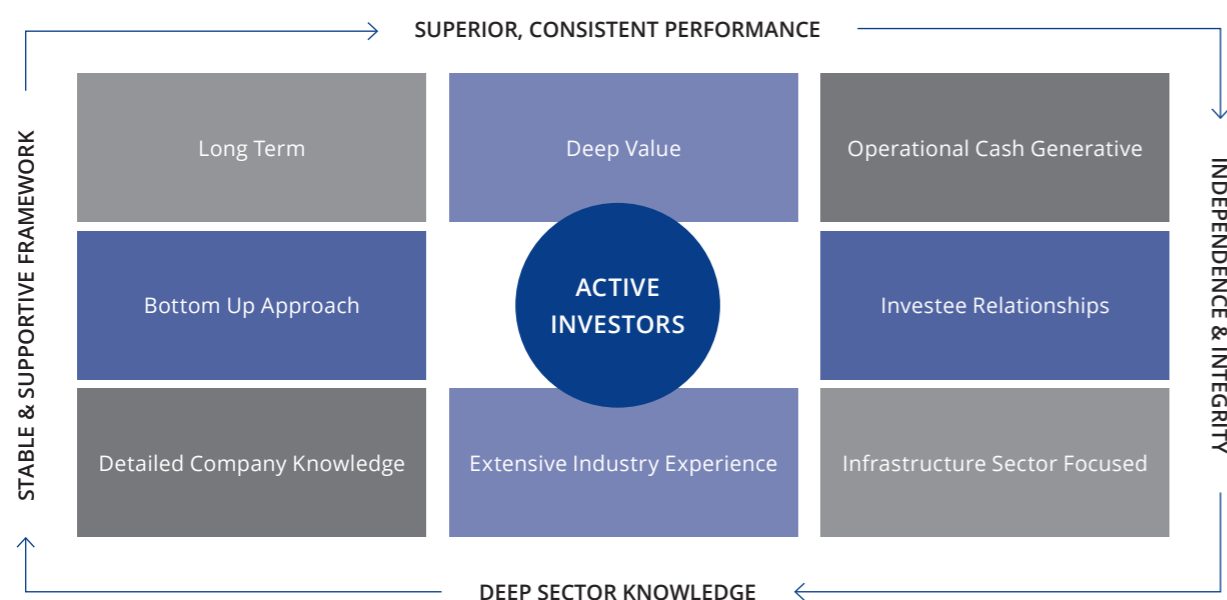 SUPERIOR, CONSISTENT PERFORMANCE
STABLE & SUPPORTIVE FRAMEWORK
Long Term
Deep Value
Operational Cash Generative
Bottom Up Approach
ACTIVE
INVESTORS
Investee Relationships
Detailed Company Knowledge
Extensive Industry Experience
Infrastructure Sector Focused
INDEPENDENCE & INTEGRITY
DEEP SECTOR KNOWLEDGE